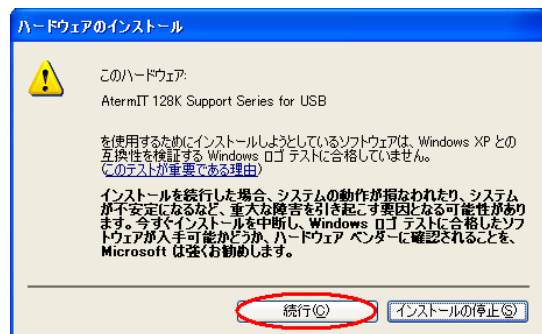 ハードウェアのインストール
このハードウェア:
AtermIT 128K Support Series for USB
を使用するためにインストールしようとしているソフトウェアは、Windows XP との
互換性を検証する Windows ロゴ テストに合格していません。
(このテストが重要である理由)
インストールを続行した場合、システムの動作が損なわれたり、システム
が不安定になるなど、重大な障害を引き起こす要因となる可能性があり
ます。今すぐインストールを中断し、Windows ロゴ テストに合格したソフ
トウェアが入手可能かどうか、ハードウェア ベンダーに確認されることを、
Microsoft は強くお勧めします。
続行(C)
インストールの停止(S)